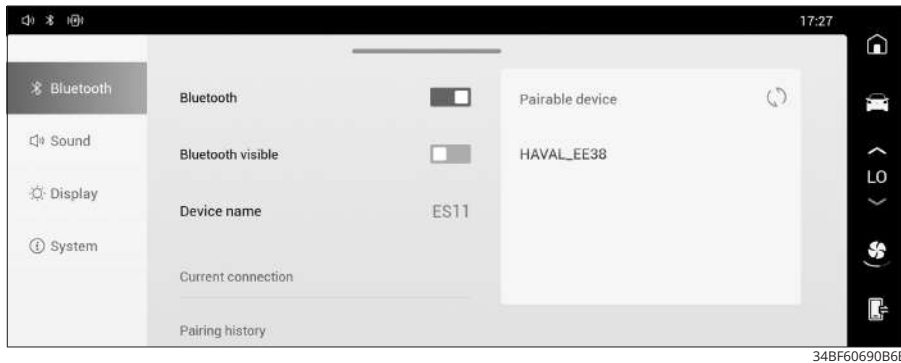 17:27
Bluetooth
Sound
Display
System
Bluetooth
Bluetooth visible
Device name ES11
Current connection
Pairing history
Pairable device
HAVAL_EE38
LO